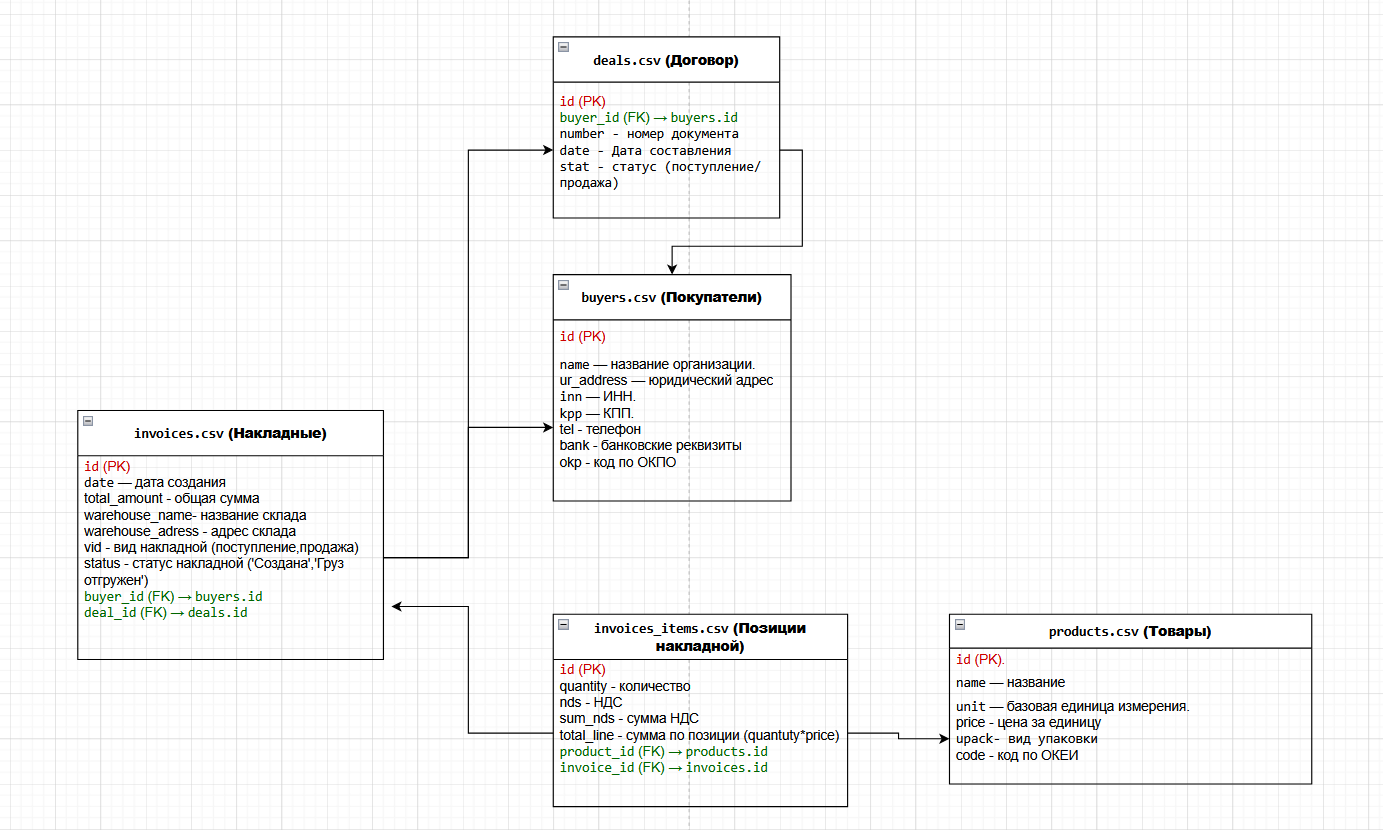 deals.csv (Договор)
id (PK)
buyer_id (FK) → buyers.id
number - номер документа
date - Дата составления
stat - статус (поступление/
продажа)
buyers.csv (Покупатели)
id (PK)
name — название организации.
ur_address — юридический адрес
inn — ИНН.
kpp — КПП.
tel - телефон
bank - банковские реквизиты
okp - код по ОКПО
invoices.csv (Накладные)
id (PK)
date — дата создания
total_amount - общая сумма
warehouse_name- название склада
warehouse_adress - адрес склада
vid - вид накладной (поступление,продажа)
status - статус накладной ('Создана','Груз
отгружен')
buyer_id (FK) → buyers.id
deal_id (FK) → deals.id
invoices_items.csv (Позиции
накладной)
id (PK)
quantity - количество
nds - НДС
sum_nds - сумма НДС
total_line - сумма по позиции (quantuty*price)
product_id (FK) → products.id
invoice_id (FK) → invoices.id
products.csv (Товары)
id (PK).
name — название
unit — базовая единица измерения.
price - цена за единицу
upack- вид упаковки
code - код по ОКЕИ